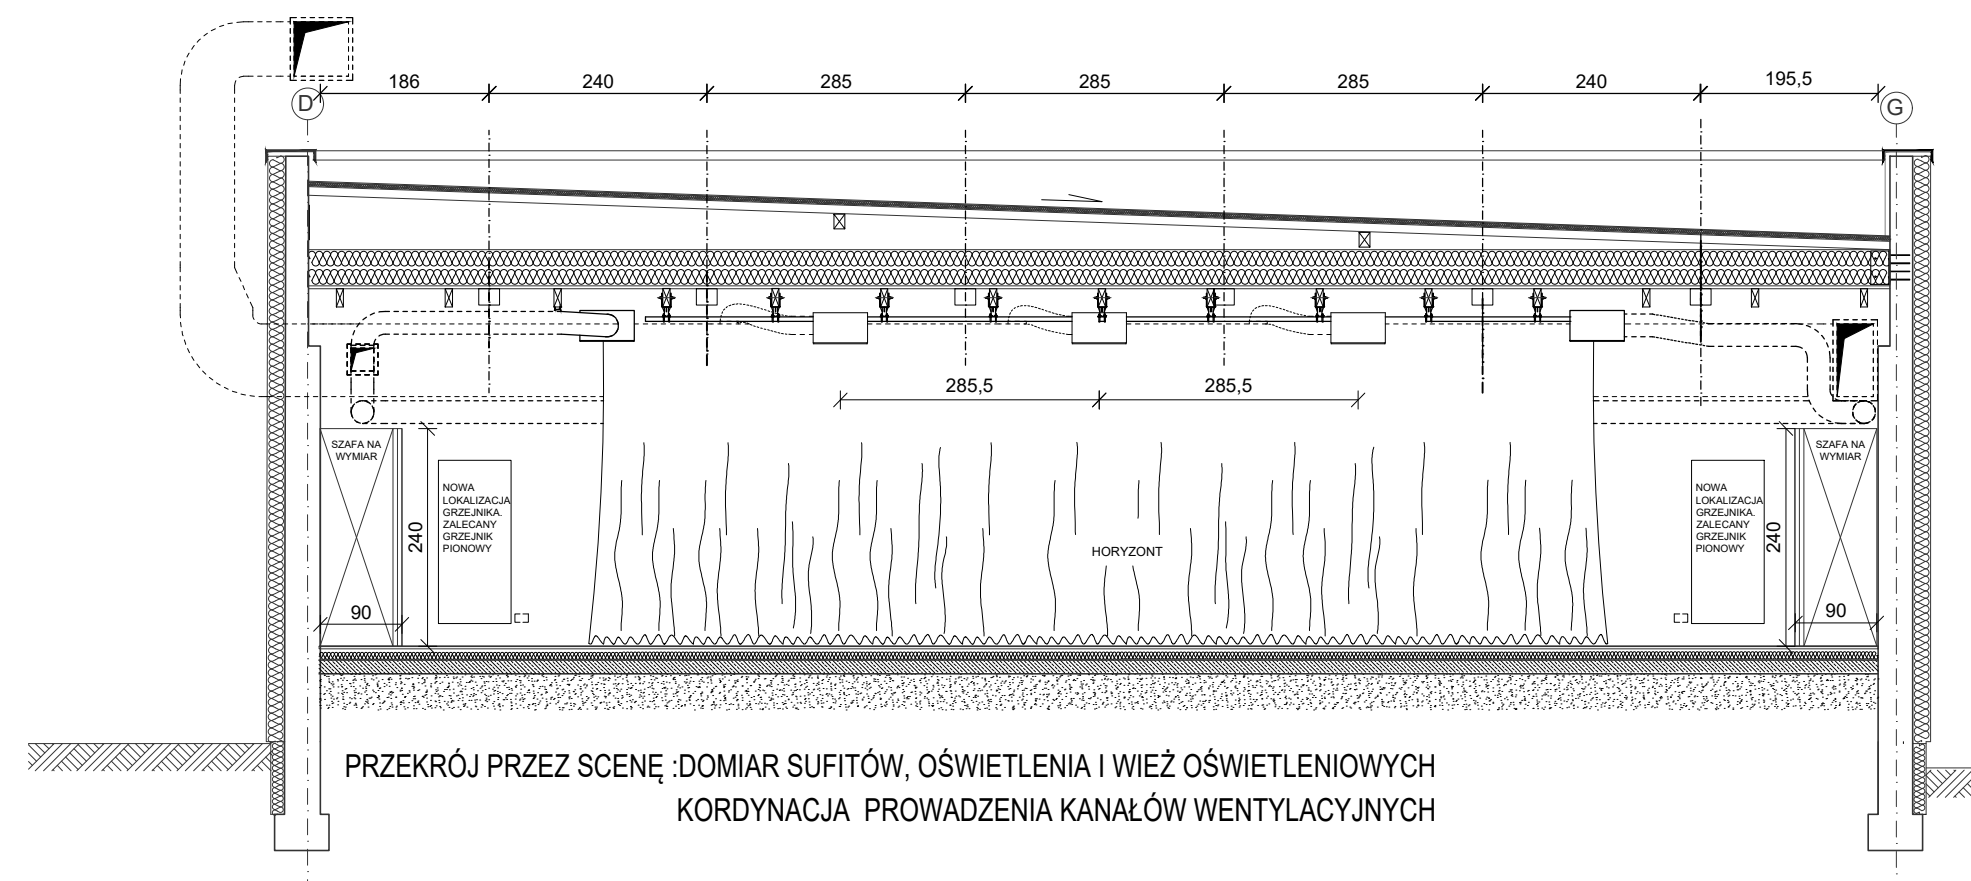 186 240 285 285 285 240 195,5
D G
285,5 285,5
SZAFA NA
WYMIAR
NOWA
LOKALIZACJA
GRZEJNIKA.
ZALECANY
GRZEJNIK
PIONOWY
240
90
HORYZONT
NOWA
LOKALIZACJA
GRZEJNIKA.
ZALECANY
GRZEJNIK
PIONOWY
240
SZAFA NA
WYMIAR
90
PRZEKRÓJ PRZEZ SCENĘ :DOMIAR SUFITÓW, OŚWIETLENIA I WIEŻ OŚWIETLENIOWYCH
KORDYNACJA PROWADZENIA KANAŁÓW WENTYLACYJNYCH